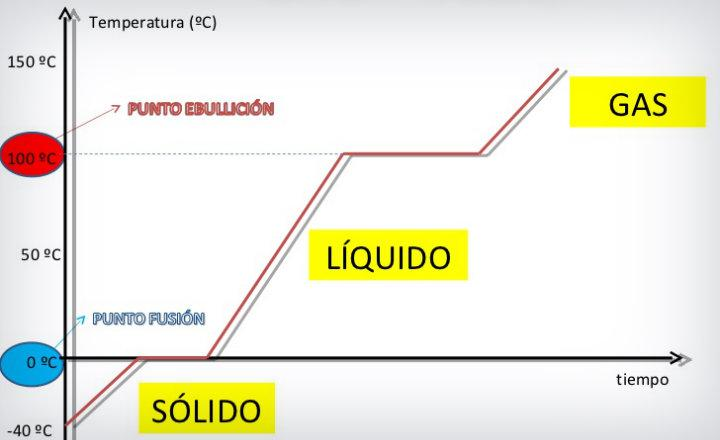 Temperatura (ºC)
150 ºC
PUNTO EBULLICIÓN
GAS
100 ºC
50 ºC
LÍQUIDO
PUNTO FUSIÓN
0 ºC
tiempo
SÓLIDO
-40 ºC